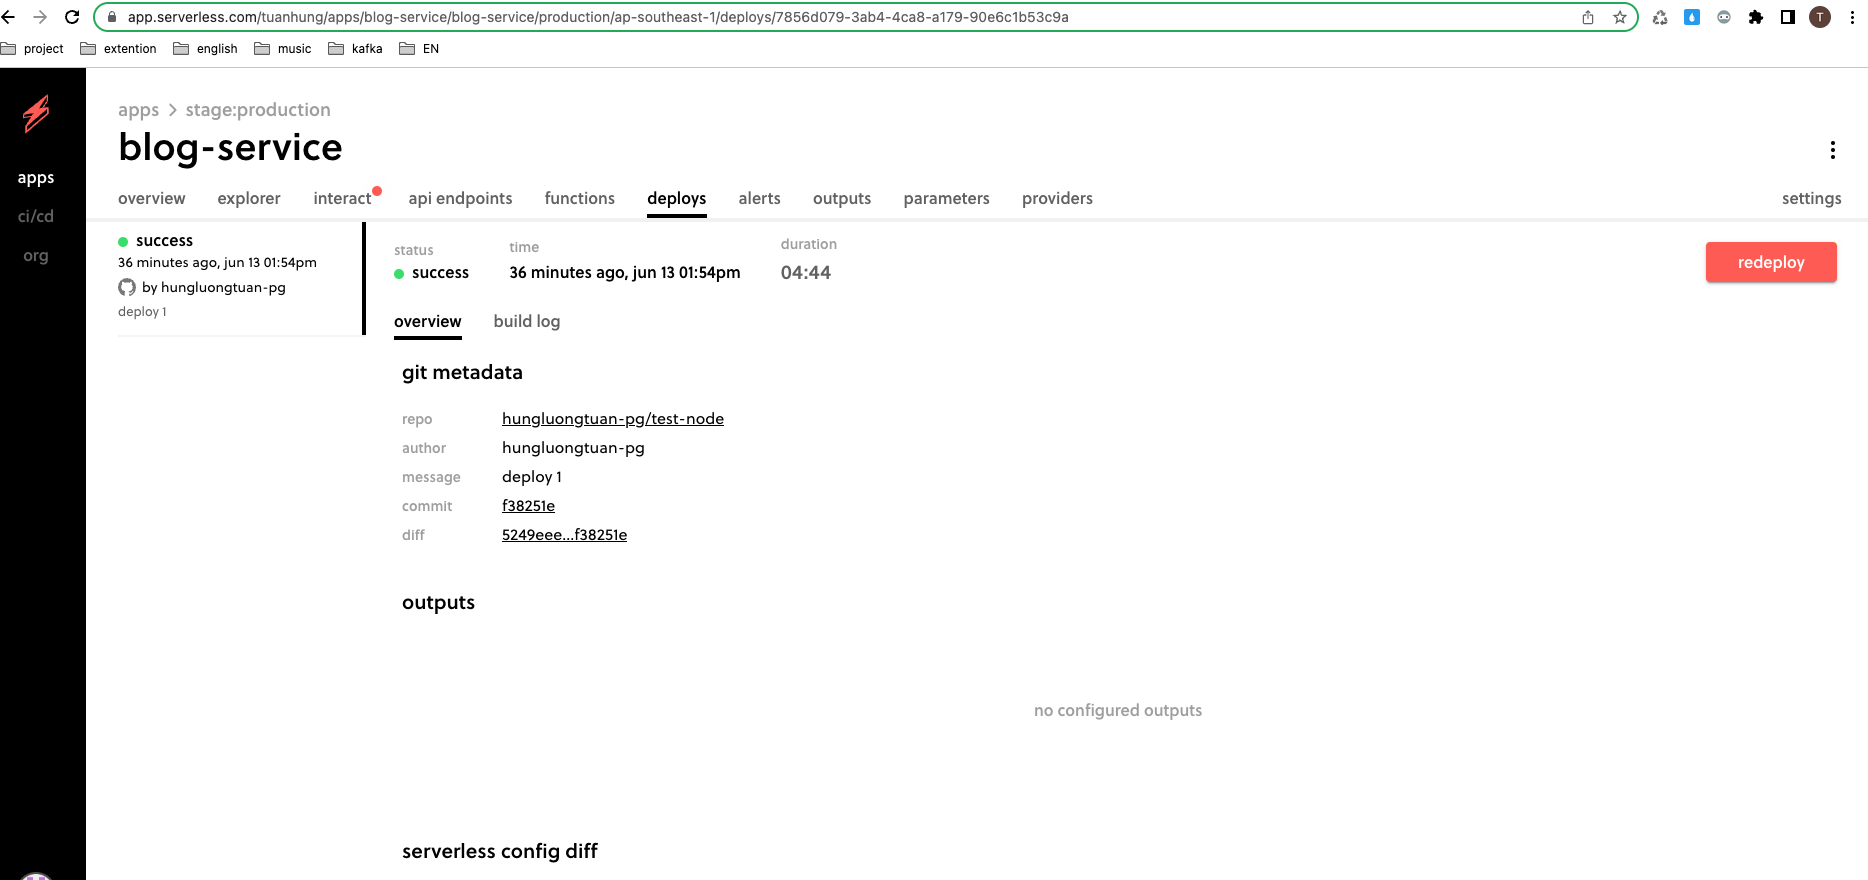 app.serverless.com/tuanhung/apps/blog-service/blog-service/production/ap-southeast-1/deploys/7856d079-3ab4-4ca8-a179-90e6c1b53c9a
T
project extention english music kafka EN
apps > stage:production
blog-service
apps
ci/cd
org
overview explorer interact api endpoints functions deploys alerts outputs parameters providers settings
success
36 minutes ago, jun 13 01:54pm
by hungluongtuan-pg
deploy 1
status time duration
success 36 minutes ago, jun 13 01:54pm 04:44
redeploy
overview build log
git metadata
repo hungluongtuan-pg/test-node
author hungluongtuan-pg
message deploy 1
commit f38251e
diff 5249eee...f38251e
outputs
no configured outputs
serverless config diff